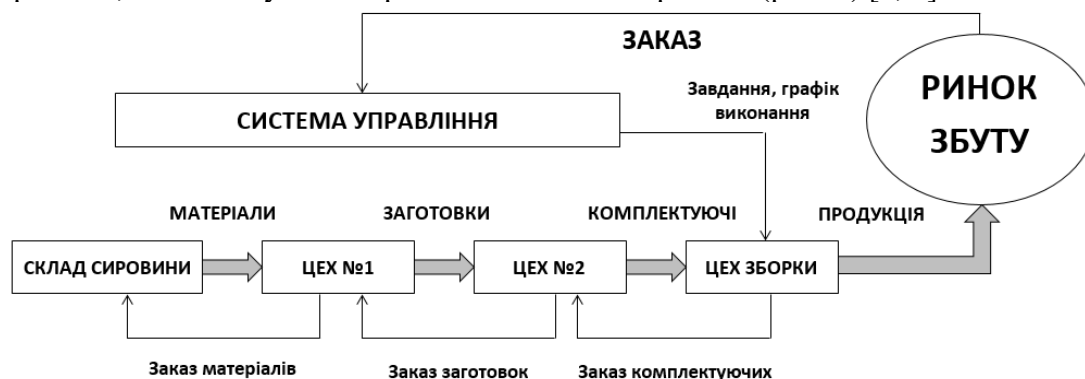 ЗАКАЗ
РИНОК
ЗБУТУ
Завдання, графік
виконання
СИСТЕМА УПРАВЛІННЯ
МАТЕРІАЛИ
ЗАГОТОВКИ
КОМПЛЕКТУЮЧІ
ПРОДУКЦІЯ
СКЛАД СИРОВИНИ
ЦЕХ №1
ЦЕХ №2
ЦЕХ ЗБОРКИ
Заказ матеріалів
Заказ заготовок
Заказ комплектуючих